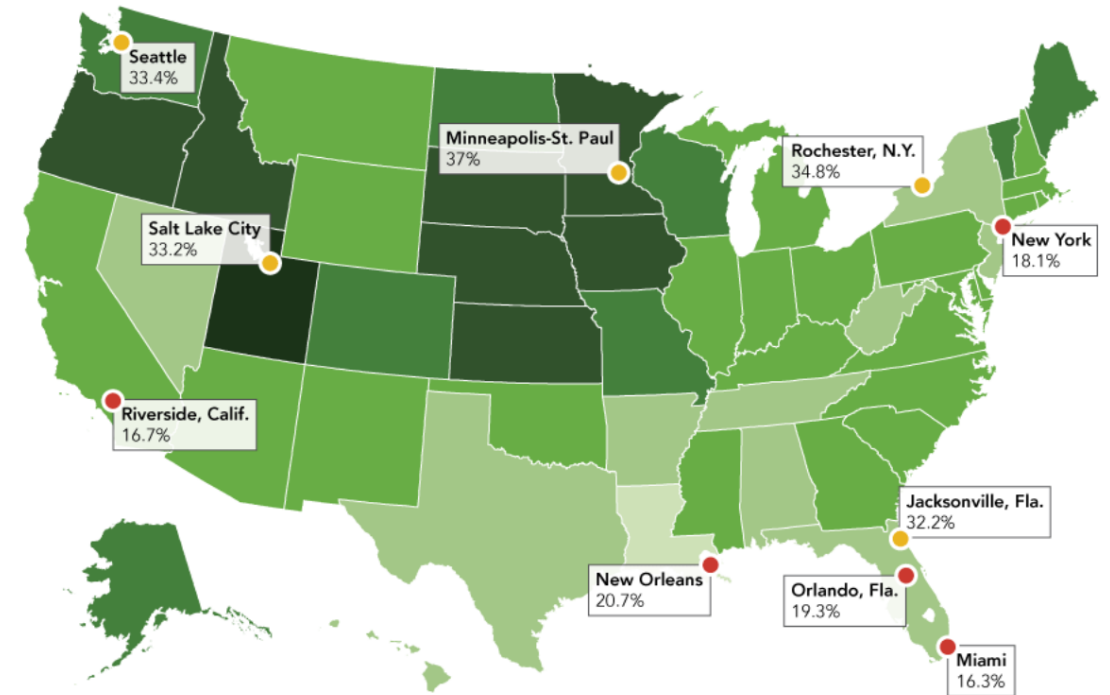 Seattle
33.4%
Minneapolis-St. Paul
37%
Rochester, N.Y.
34.8%
Salt Lake City
33.2%
New York
18.1%
Riverside, Calif.
16.7%
Jacksonville, Fla.
32.2%
New Orleans
20.7%
Orlando, Fla.
19.3%
Miami
16.3%